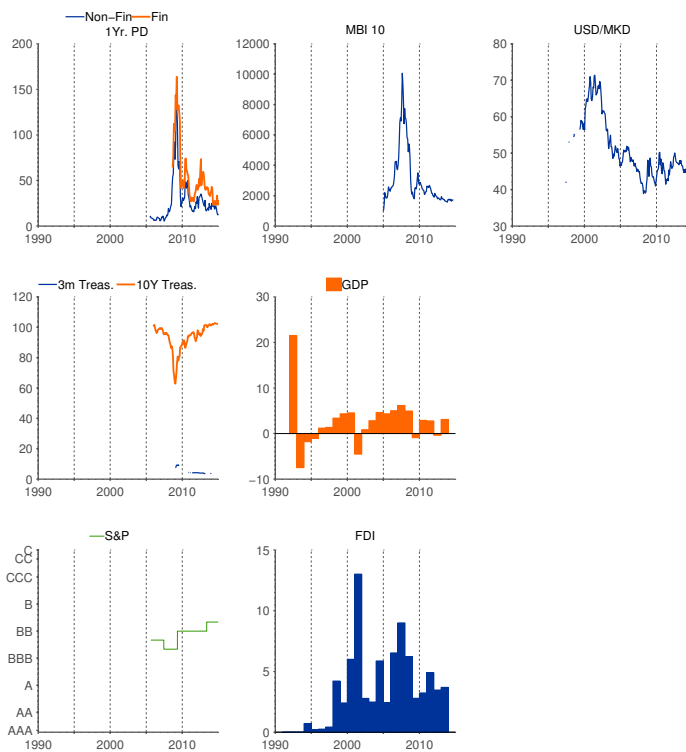 Non−Fin Fin
1Yr. PD
MBI 10
USD/MKD
200
150
100
50
0
1990 2000 2010
12000
10000
8000
6000
4000
2000
0
1990 2000 2010
80
70
60
50
40
30
1990 2000 2010
3m Treas. 10Y Treas.
GDP
120
100
80
60
40
20
0
1990 2000 2010
30
20
10
0
−10
1990 2000 2010
S&P
FDI
C
CC
CCC
B
BB
BBB
A
AA
AAA
1990 2000 2010
15
10
5
0
1990 2000 2010